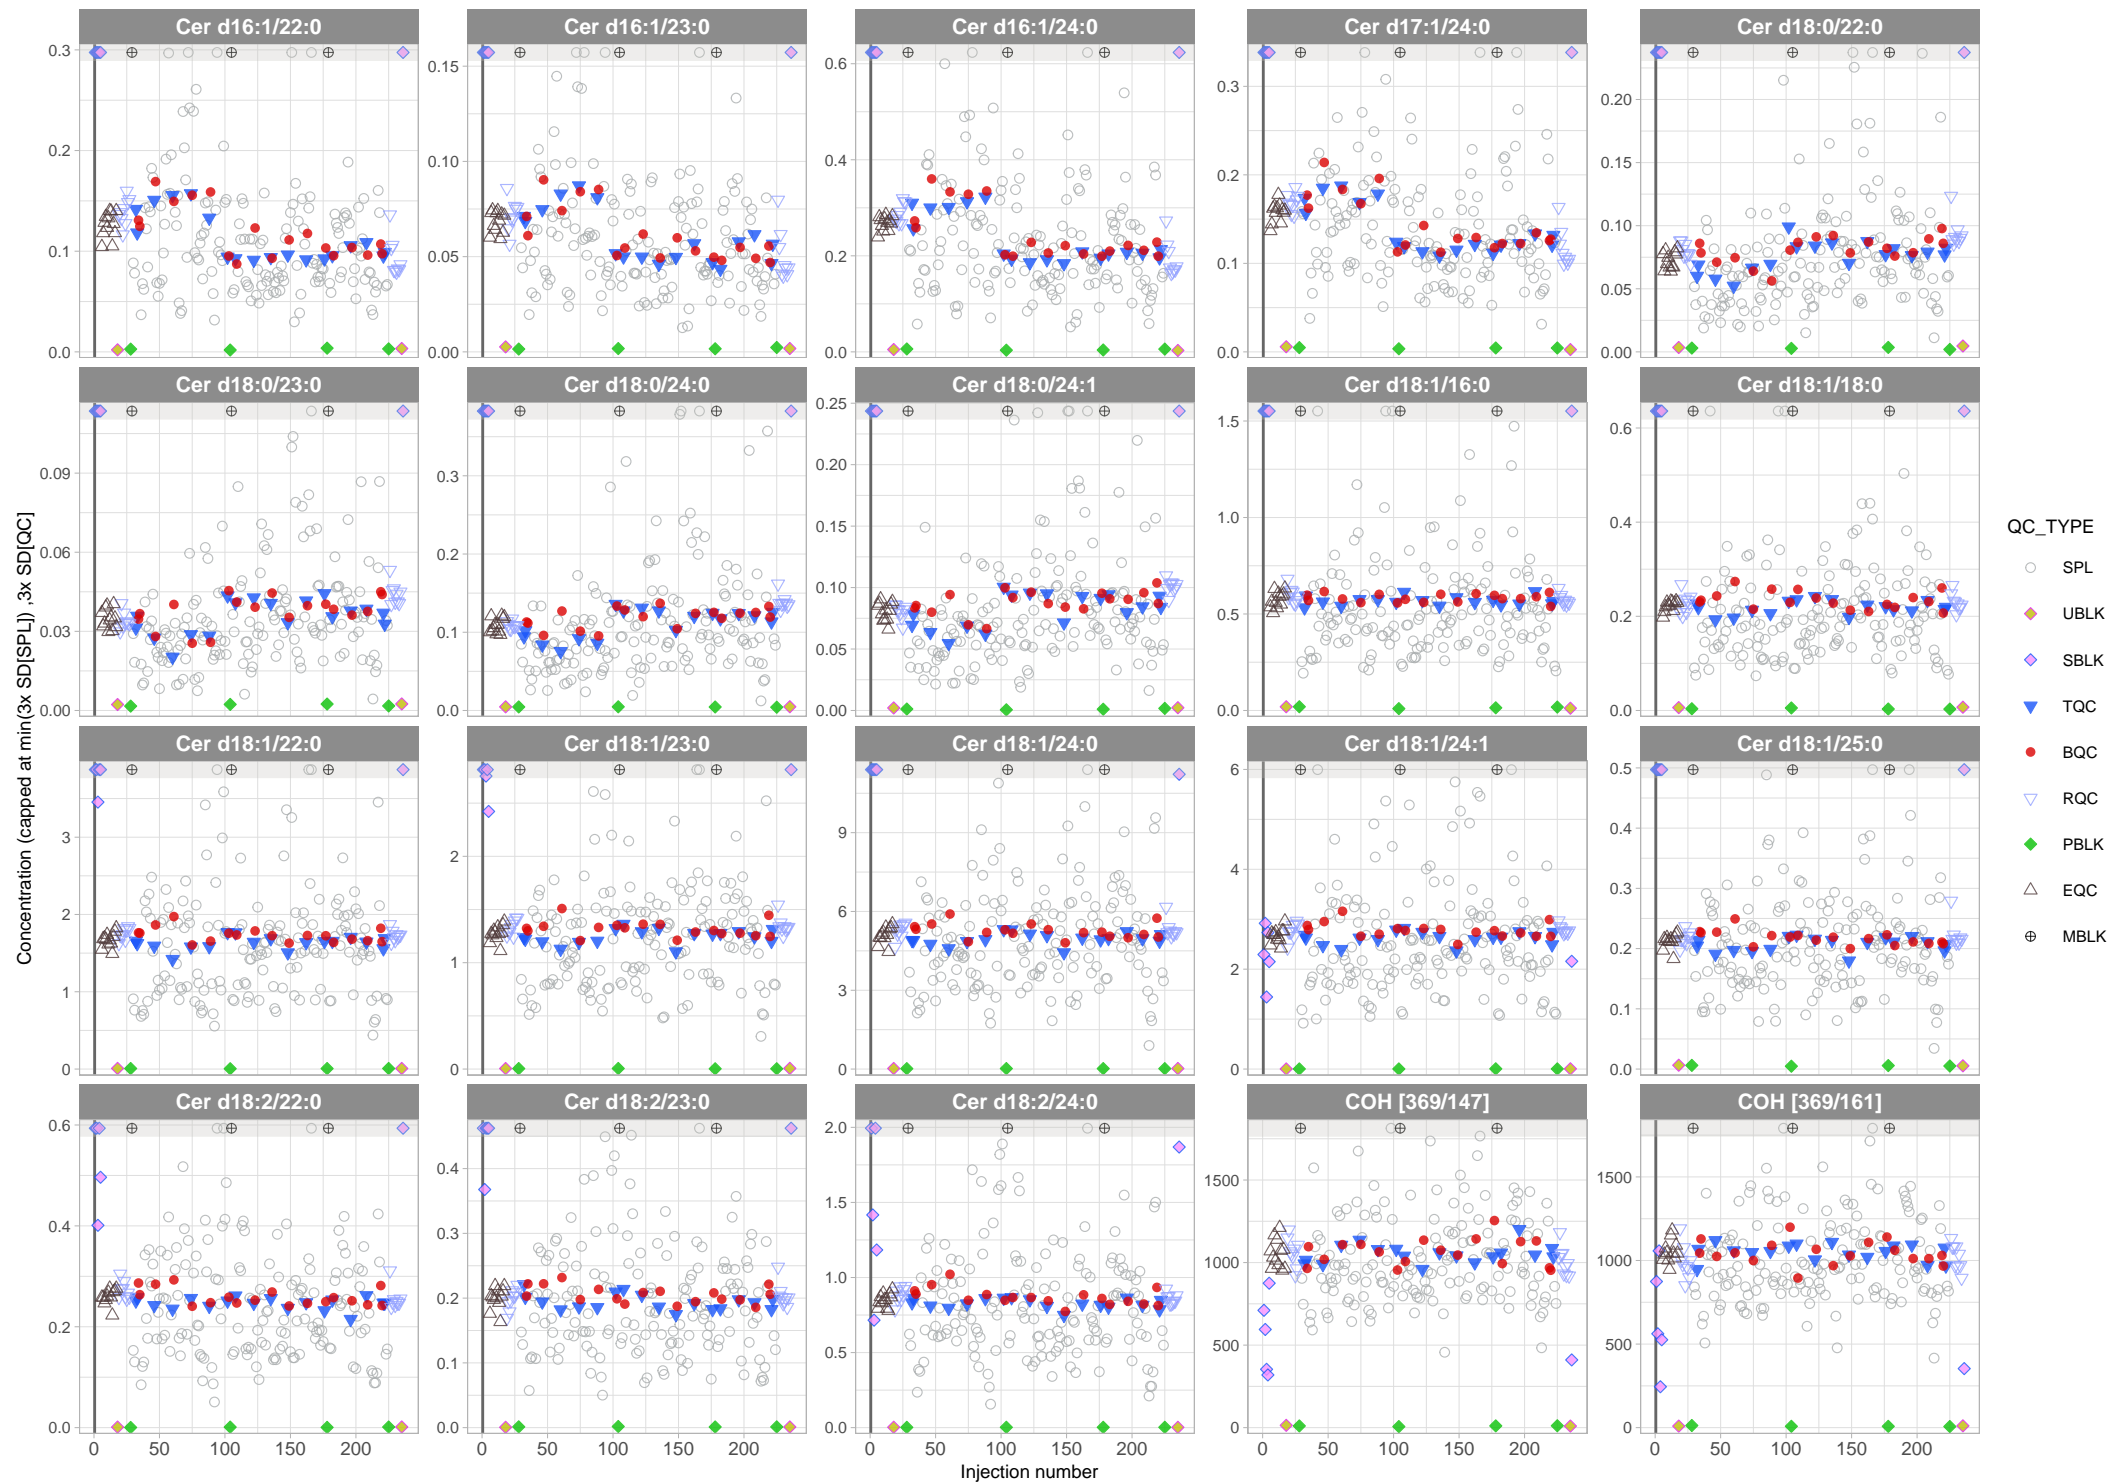 Cer d16:1/22:0 Cer d16:1/23:0 Cer d16:1/24:0 Cer d17:1/24:0 Cer d18:0/22:0
0.3 0.2 0.1 0.0
0.15 0.10 0.05 0.00
0.6 0.4 0.2 0.0
0.3 0.2 0.1 0.0
0.20 0.15 0.10 0.05 0.00
Cer d18:0/23:0 Cer d18:0/24:0 Cer d18:0/24:1 Cer d18:1/16:0 Cer d18:1/18:0
0.09 0.06 0.03 0.00
0.3 0.2 0.1 0.0
0.25 0.20 0.15 0.10 0.05 0.00
1.5 1.0 0.5 0.0
0.6 0.4 0.2 0.0
Cer d18:1/22:0 Cer d18:1/23:0 Cer d18:1/24:0 Cer d18:1/24:1 Cer d18:1/25:0
3 2 1 0
2 1 0
9 6 3 0
6 4 2 0
0.5 0.4 0.3 0.2 0.1 0.0
Cer d18:2/22:0 Cer d18:2/23:0 Cer d18:2/24:0 COH [369/147] COH [369/161]
0.6 0.4 0.2 0.0
0.4 0.3 0.2 0.1 0.0
2.0 1.5 1.0 0.5 0.0
1500 1000 500 0
1500 1000 500 0
0 50 100 150 200 0 50 100 150 200 0 50 100 150 200 0 50 100 150 200 0 50 100 150 200
Injection number
Concentration (capped at min(3x SD[SPL]) ,3x SD[QC]
QC_TYPE
SPL
UBLK
SBLK
TQC
BQC
RQC
PBLK
EQC
MBLK